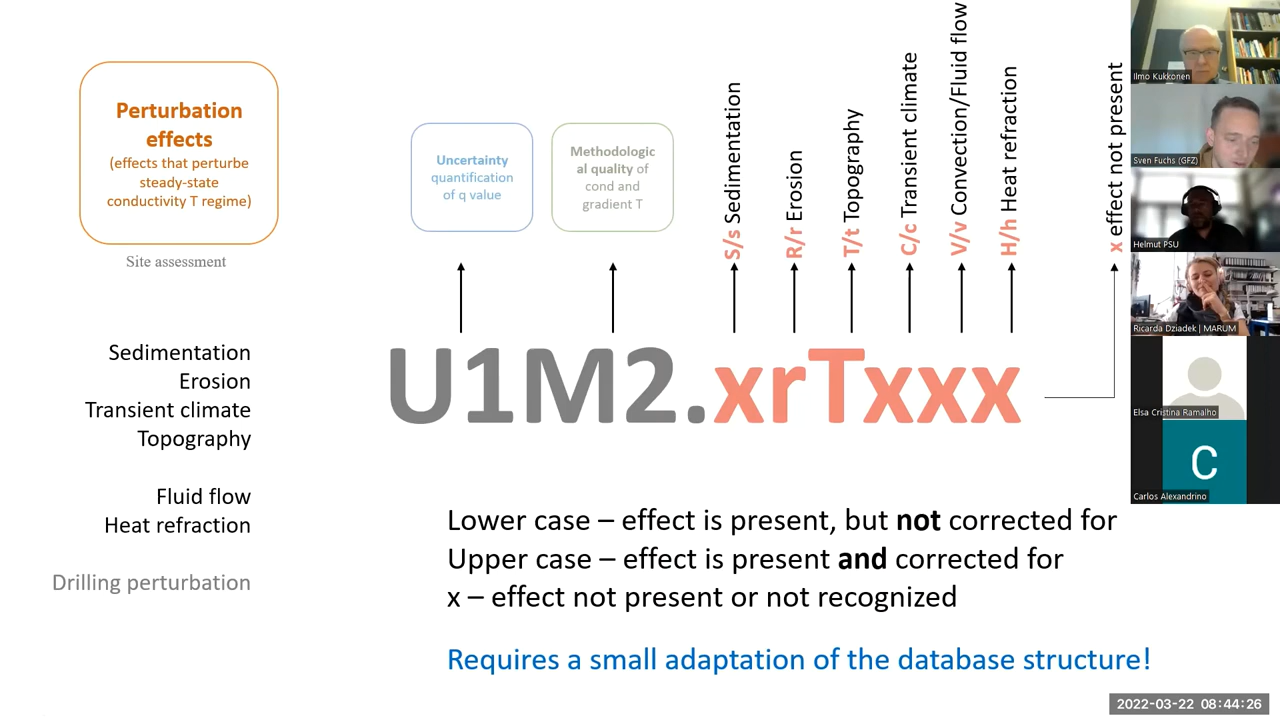 Perturbation
effects
(effects that perturbe
steady-state
conductivity T regime)
Site assessment
Sedimentation
Erosion
Transient climate
Topography
Fluid flow
Heat refraction
Drilling perturbation
Uncertainty
quantification
of q value
Methodologic
al quality of
cond and
gradient T
S/s Sedimentation
R/r Erosion
T/t Topography
C/c Transient climate
V/v Convection/Fluid flow
H/h Heat refraction
x effect not present
U1M2.xrTxxx
Lower case – effect is present, but not corrected for
Upper case – effect is present and corrected for
x – effect not present or not recognized
Requires a small adaptation of the database structure!
Ilmo Kukkonen
Sven Fuchs (GFZ)
Helmut PSU
Ricarda Dziadek | MARUM
Elsa Cristina Ramalho
C
Carlos Alexandrino
2022-03-22 08:44:26